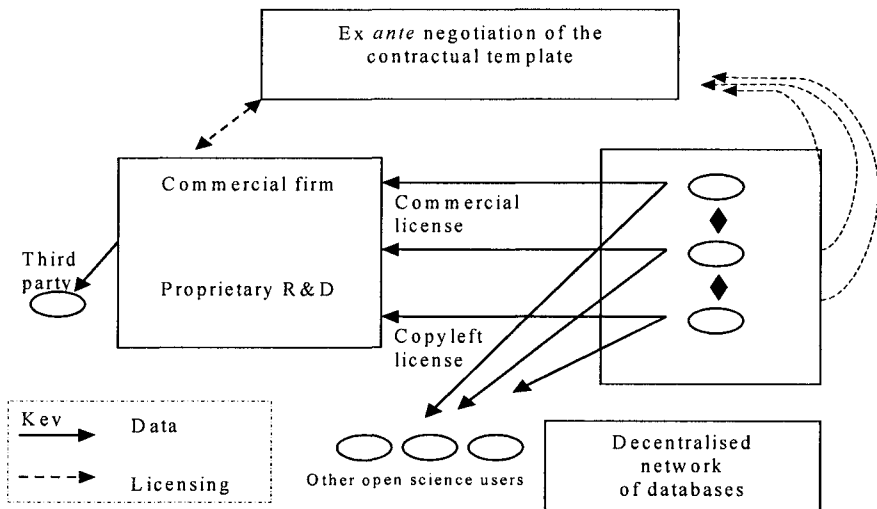 Ex ante negotiation of the
contractual template
Commercial firm
Commercial
license
Third
party
Proprietary R&D
Copyleft
license
Kev
Data
Licensing
Other open science users
Decentralised
network
of databases